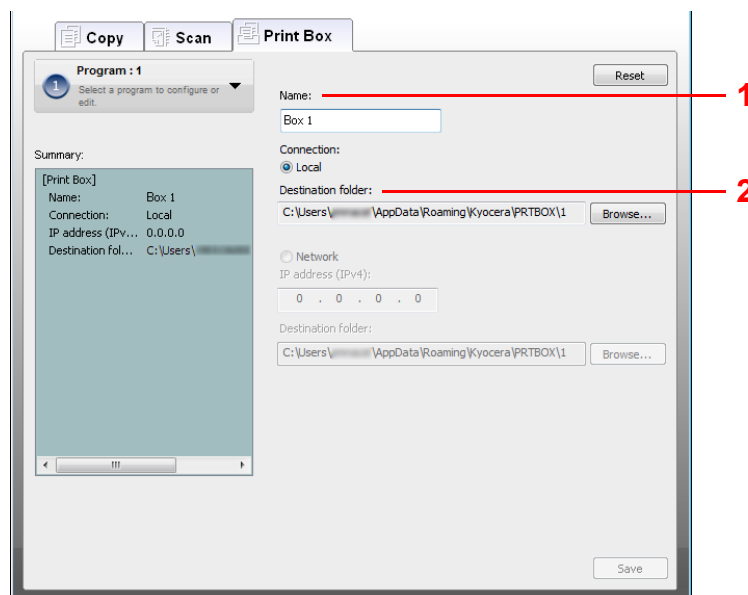 Copy Scan Print Box
Program : 1
1
Select a program to configure or
edit.
Reset
Name:
1
Box 1
Summary:
Connection:
Local
[Print Box]
Name: Box 1
Connection: Local
IP address (IPv... 0.0.0.0
Destination fol... C:\Users\
Destination folder:
2
C:\Users\ \AppData\Roaming\Kyocera\PRTBOX\1 Browse...
Network
IP address (IPv4):
0 . 0 . 0 . 0
Destination folder:
C:\Users\ \AppData\Roaming\Kyocera\PRTBOX\1 Browse...
Save